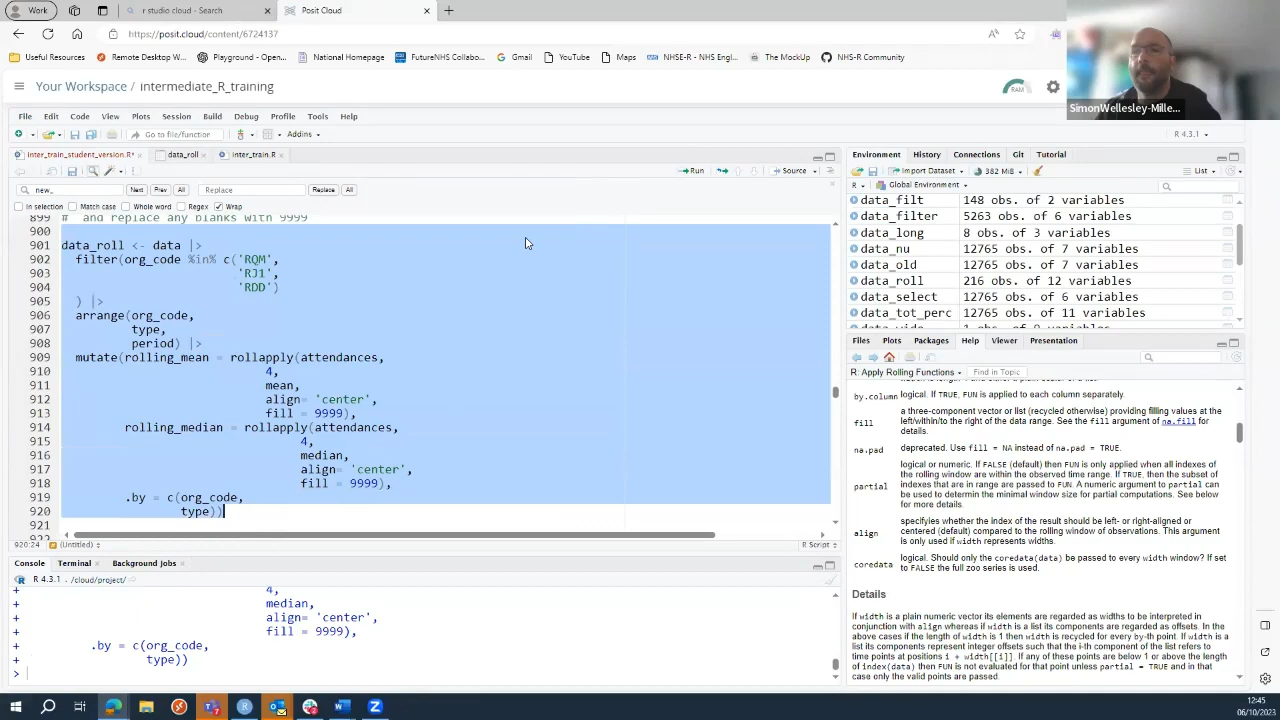 Work
r studio cloud - Search
Posit Cloud
https://posit.cloud/content/6724137
Useful Resources
Remote Desktop W...
Playground - Open...
National Homepage
FutureNHS Collabo...
Gmail
YouTube
Maps
NHSE-R - NHS Engl...
The MockUp
NHS-R Community
SimonWellesley-Mille...
Your Workspace / intermediate_R_training
RAM
File Edit Code View Plots Session Build Debug Profile Tools Help
Go to file/function
Addins
R 4.3.1
inter_train_student_version.R*
data_roll
inter_train.R
Run
Source
new_
Next Prev All
Replace
Replace All
In selection Match case Whole word Regex Wrap
899 # and replace any blanks with 9999
900
901 data_roll <- data |>
902 filter(org_code %in% c('RQM',
903 'RJ1',
904 'RDD')
905 ) |>
906 arrange(org_code,
907 type,
908 period) |>
909 mutate(rolling_mean = rollapply(attendances,
910 4,
911 mean,
912 align= 'center',
913 fill = 9999),
914 rolling_median = rollapply(attendances,
915 4,
916 median,
917 align= 'center',
918 fill = 9999),
919 .by = c(org_code,
920 type))
921
922
920:24 (Untitled) R Script
Console Terminal Background Jobs
R 4.3.1 . /cloud/project/
+ 4,
+ median,
+ align= 'center',
+ fill = 9999),
+ .by = c(org_code,
+ type))
>
Environment History Connections Git Tutorial
Import Dataset 382 MiB List
R Global Environment
data_filt 148 obs. of 2 variables
data_filter 5263 obs. of 6 variables
data_long 8 obs. of 3 variables
data_nu 12765 obs. of 7 variables
data_old 12765 obs. of 7 variables
data_roll 216 obs. of 12 variables
data_select 12765 obs. of 6 variables
data_tot_perc 12765 obs. of 11 variables
Files Plots Packages Help Viewer Presentation
R: Apply Rolling Functions Find in Topic
by.column logical. If TRUE, FUN is applied to each column separately.
fill a three-component vector or list (recycled otherwise) providing filling values at the
left/within/to the right of the data range. See the fill argument of na.fill for
details.
na.pad deprecated. Use fill = NA instead of na.pad = TRUE.
partial logical or numeric. If FALSE (default) then FUN is only applied when all indexes of
the rolling window are within the observed time range. If TRUE, then the subset of
indexes that are in range are passed to FUN. A numeric argument to partial can
be used to determin the minimal window size for partial computations. See below
for more details.
align specifyies whether the index of the result should be left- or right-aligned or
centered (default) compared to the rolling window of observations. This argument
is only used if width represents widths.
coredata logical. Should only the coredata(data) be passed to every width window? If set
to FALSE the full zoo series is used.
Details
If width is a plain numeric vector its elements are regarded as widths to be interpreted in
conjunction with align whereas if width is a list its components are regarded as offsets. In the
above cases if the length of width is 1 then width is recycled for every by-th point. If width is a
list its components represent integer offsets such that the i-th component of the list refers to
time points at positions i + width[[i]]. If any of these points are below 1 or above the length
of index(data) then FUN is not evaluated for that point unless partial = TRUE and in that
case only the valid points are passed.
12:45
06/10/2023